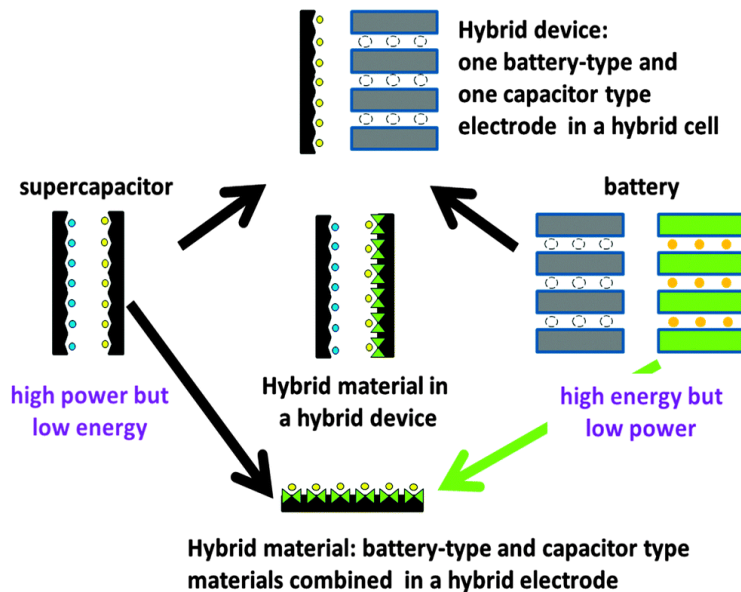 Hybrid device:
one battery-type and
one capacitor type
electrode in a hybrid cell
supercapacitor
battery
high power but
low energy
Hybrid material in
a hybrid device
high energy but
low power
Hybrid material: battery-type and capacitor type
materials combined in a hybrid electrode